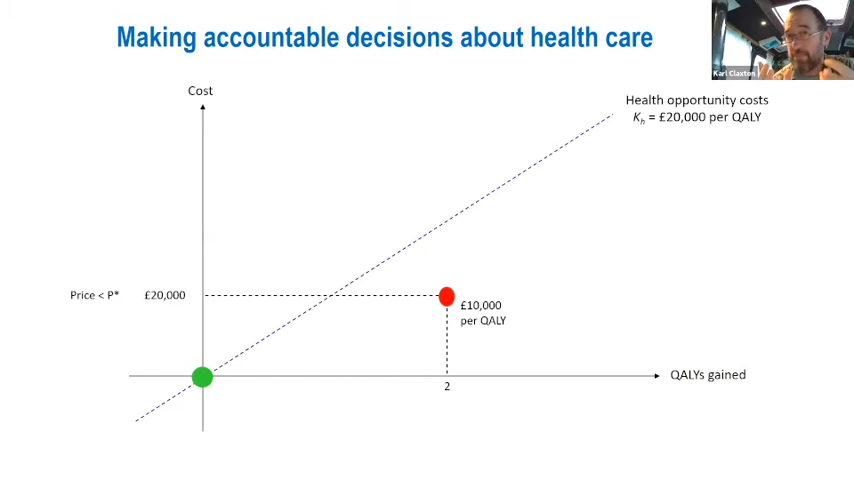 Making accountable decisions about health care
Karl Claxton
Cost
Health opportunity costs
Kh = £20,000 per QALY
Price < P* £20,000
£10,000
per QALY
QALYs gained
2